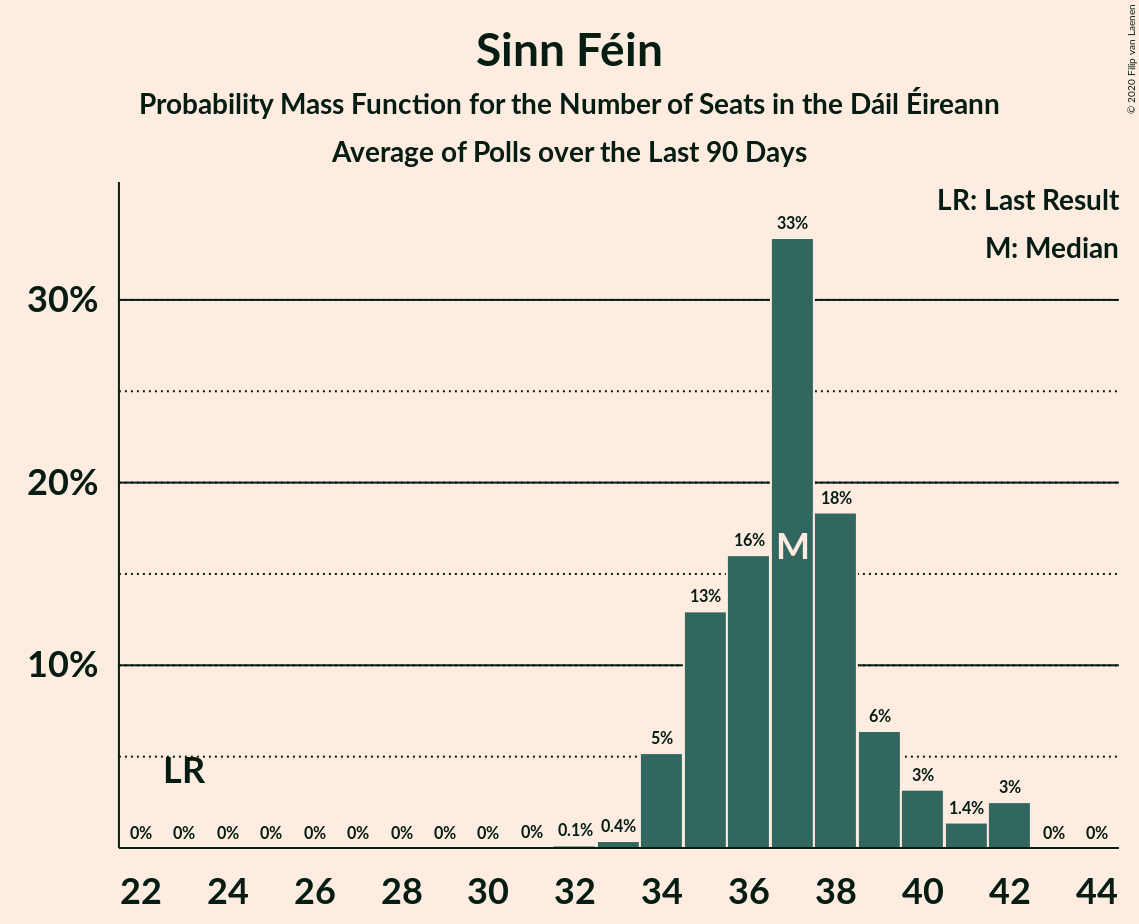 Sinn Féin
Probability Mass Function for the Number of Seats in the Dáil Éireann
Average of Polls over the Last 90 Days
© 2020 Filip van Laenen
LR: Last Result
M: Median
33%
30%
18%
20%
16%
M
13%
10%
6%
5%
LR
3%
3%
1.4%
0% 0% 0% 0% 0% 0% 0% 0% 0% 0% 0.1% 0.4% 0% 0%
22 24 26 28 30 32 34 36 38 40 42 44